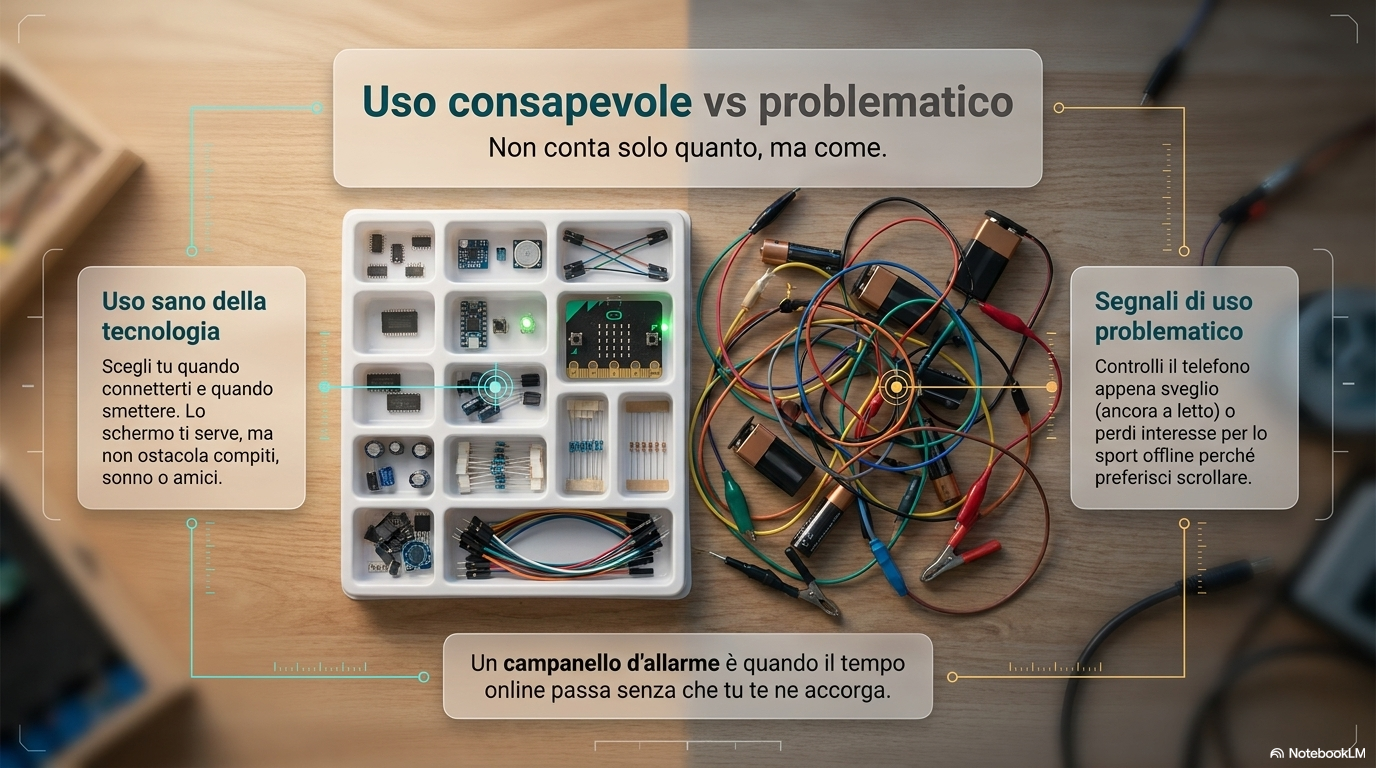 Uso consapevole vs problematico
Non conta solo quanto, ma come.
Uso sano della
tecnologia
Scegli tu quando
connetterti e quando
smettere. Lo
schermo ti serve, ma
non ostacola compiti,
sonno o amici.
Segnali di uso
problematico
Controlli il telefono
appena sveglio
(ancora a letto) o
perdi interesse per lo
sport offline perché
preferisci scrollare.
Un campanello d’allarme è quando il tempo
online passa senza che tu te ne accorga.
NotebookLM